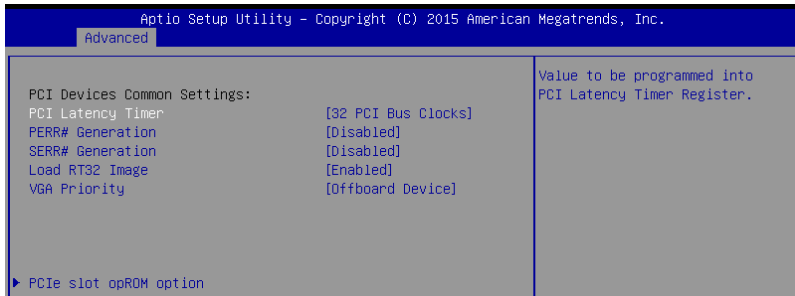 Aptio Setup Utility – Copyright (C) 2015 American Megatrends, Inc.
Advanced
PCI Devices Common Settings:
PCI Latency Timer [32 PCI Bus Clocks]
PERR# Generation [Disabled]
SERR# Generation [Disabled]
Load RT32 Image [Enabled]
VGA Priority [Offboard Device]
PCIe slot opROM option
Value to be programmed into
PCI Latency Timer Register.